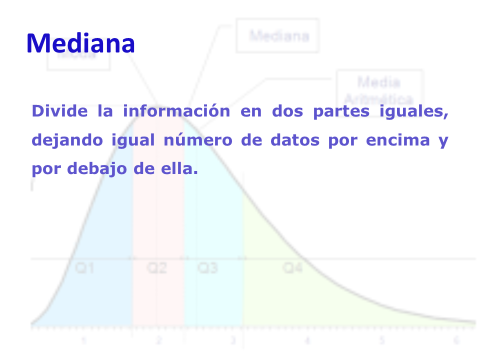 Mediana
Mediana
Moda
Media
Aritmética
Divide la información en dos partes iguales,
dejando igual número de datos por encima y
por debajo de ella.
Q1 Q2 Q3 Q4
1 2 3 4 5 6